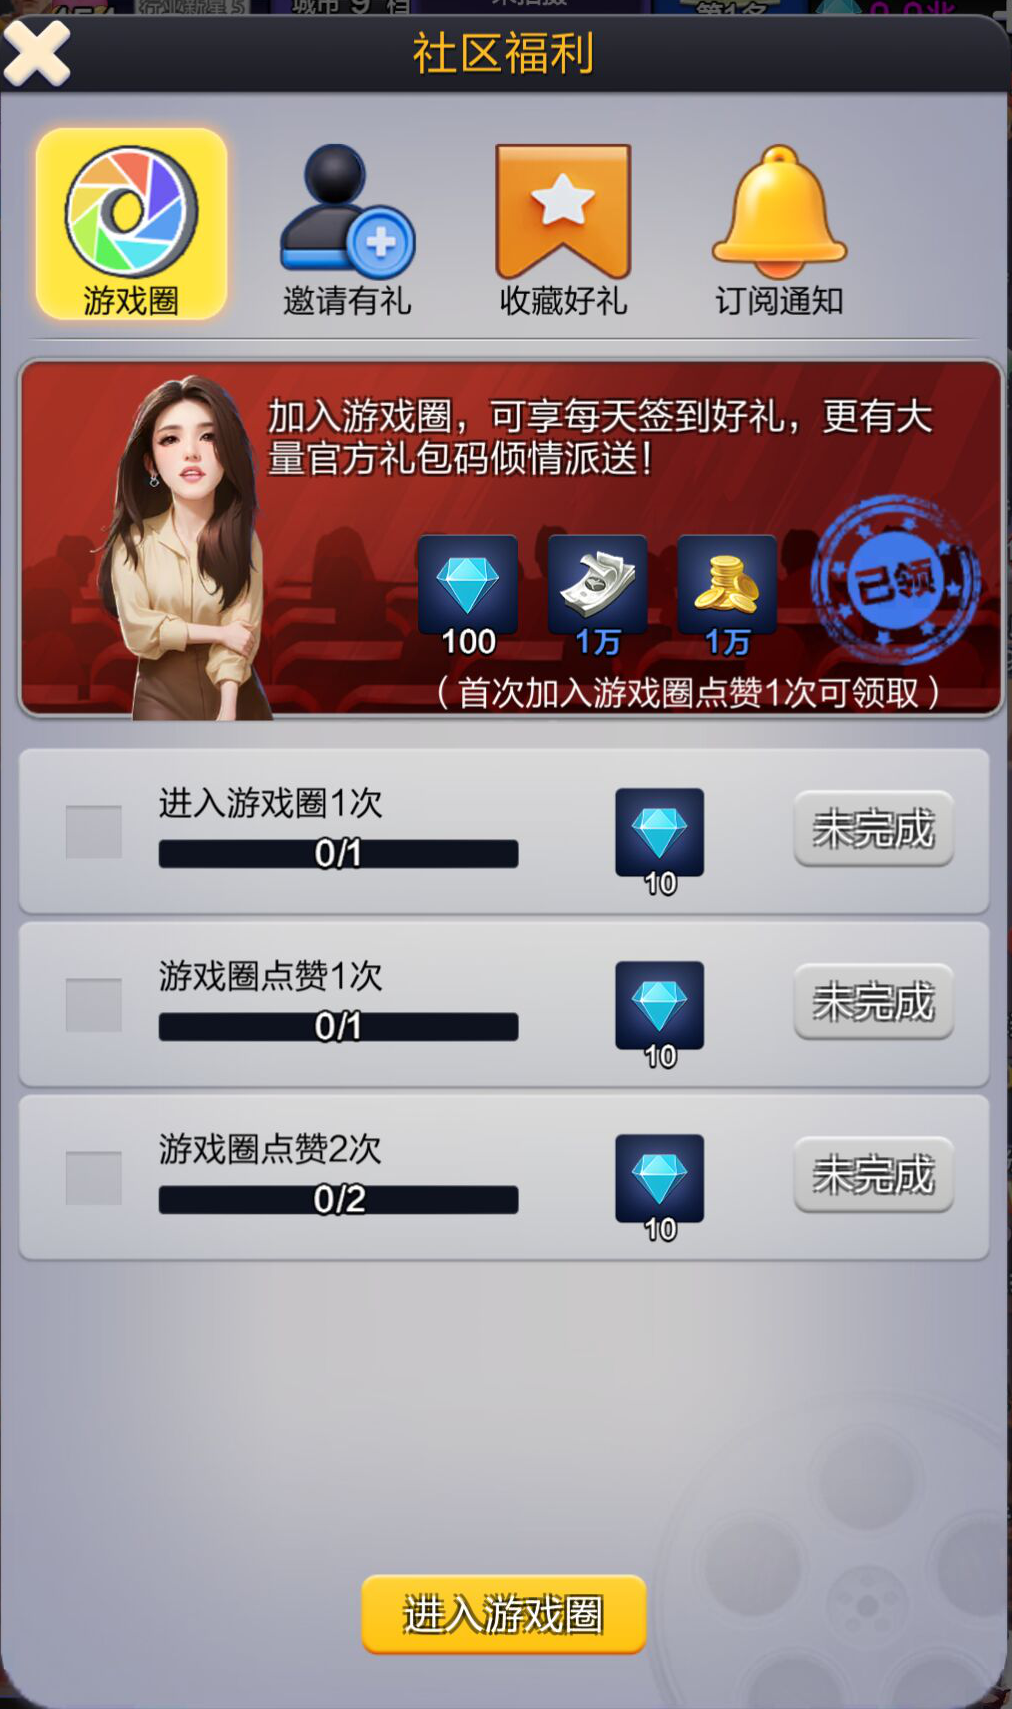 社区福利
游戏圈
邀请有礼
收藏好礼
订阅通知
加入游戏圈，可享每天签到好礼，更有大
量官方礼包码倾情派送！
已领
100
1万
1万
（首次加入游戏圈点赞1次可领取）
进入游戏圈1次
0/1
10
未完成
游戏圈点赞1次
0/1
10
未完成
游戏圈点赞2次
0/2
10
未完成
进入游戏圈